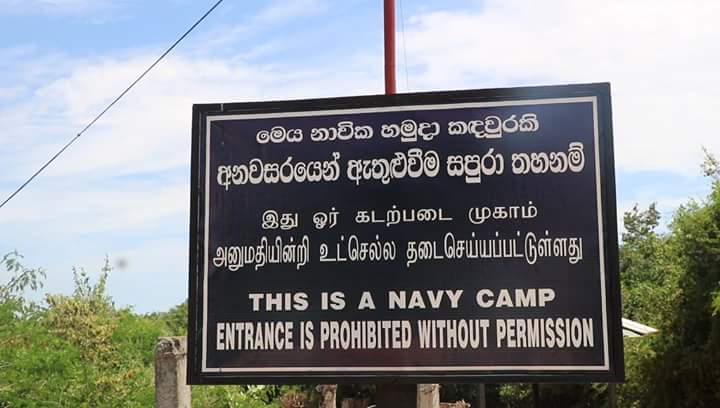 මෙය නාවික හමුදා කඳවුරකි
අනවසරයෙන් ඇතුළුවීම සපුරා තහනම්
இது ஓர் கடற்படை முகாம்
அனுமதியின்றி உட்செல்ல தடைசெய்யப்பட்டுள்ளது
THIS IS A NAVY CAMP
ENTRANCE IS PROHIBITED WITHOUT PERMISSION